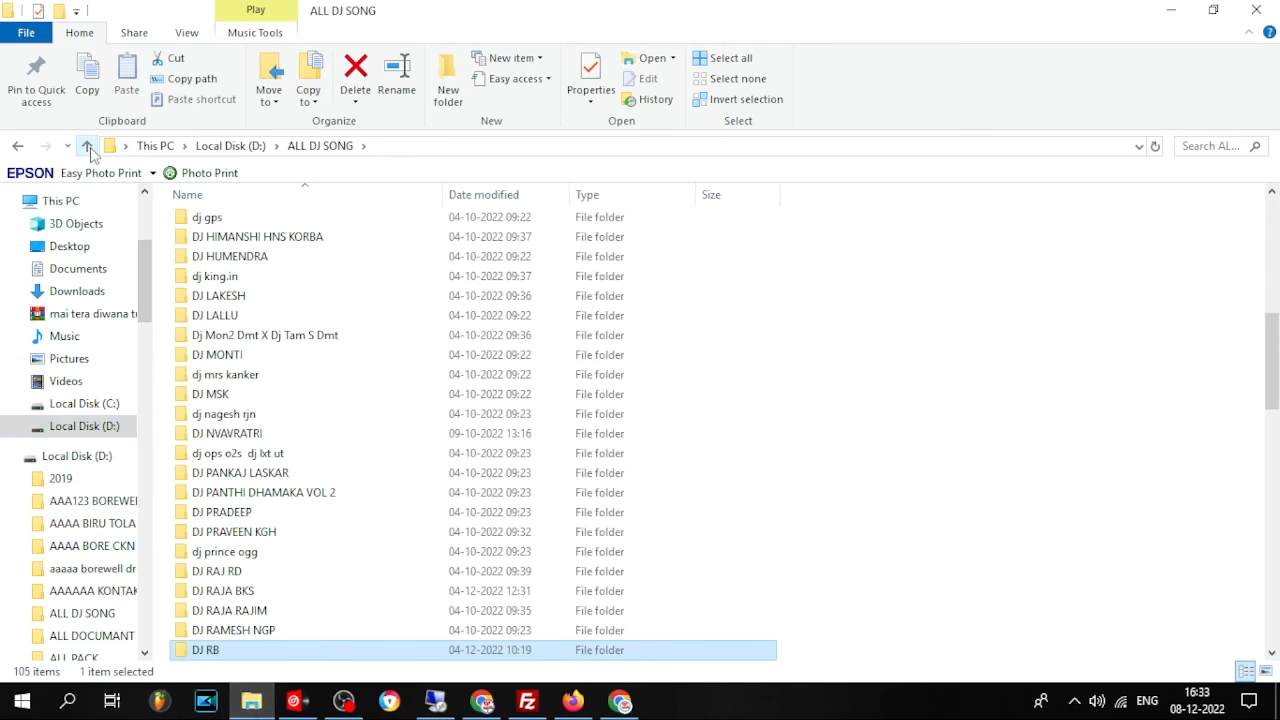 Play
ALL DJ SONG
File
Home
Share
View
Music Tools
Pin to Quick access
Copy
Paste
Cut
Copy path
Paste shortcut
Clipboard
Move to
Copy to
Delete
Rename
Organize
New folder
New item
Easy access
New
Properties
Open
Edit
History
Open
Select all
Select none
Invert selection
Select
This PC
Local Disk (D:)
ALL DJ SONG
Search AL...
EPSON Easy Photo Print
Photo Print
Name Date modified Type Size
This PC
3D Objects
Desktop
Documents
Downloads
mai tera diwana tu
Music
Pictures
Videos
Local Disk (C:)
Local Disk (D:)
Local Disk (D:)
2019
AAA123 BOREWEL
AAAA BIRU TOLA
AAAA BORE CKN
aaaaa borewell dr
AAAAAA KONTAK
ALL DJ SONG
ALL DOCUMANT
ALL PACK
dj gps 04-10-2022 09:22 File folder
DJ HIMANSHI HNS KORBA 04-10-2022 09:37 File folder
DJ HUMENDRA 04-10-2022 09:22 File folder
dj king.in 04-10-2022 09:37 File folder
DJ LAKESH 04-10-2022 09:36 File folder
DJ LALLU 04-10-2022 09:22 File folder
Dj Mon2 Dmt X Dj Tam S Dmt 04-10-2022 09:36 File folder
DJ MONTI 04-10-2022 09:22 File folder
dj mrs kanker 04-10-2022 09:22 File folder
DJ MSK 04-10-2022 09:22 File folder
dj nagesh rjn 04-10-2022 09:23 File folder
DJ NVAVRATRI 09-10-2022 13:16 File folder
dj ops o2s dj lxt ut 04-10-2022 09:23 File folder
DJ PANKAJ LASKAR 04-10-2022 09:23 File folder
DJ PANTHI DHAMAKA VOL 2 04-10-2022 09:23 File folder
DJ PRADEEP 04-10-2022 09:23 File folder
DJ PRAVEEN KGH 04-10-2022 09:32 File folder
dj prince ogg 04-10-2022 09:23 File folder
DJ RAJ RD 04-10-2022 09:39 File folder
DJ RAJA BKS 04-12-2022 12:31 File folder
DJ RAJA RAJIM 04-10-2022 09:35 File folder
DJ RAMESH NGP 04-10-2022 09:23 File folder
DJ RB 04-12-2022 10:19 File folder
105 items 1 item selected
ENG
16:33
08-12-2022